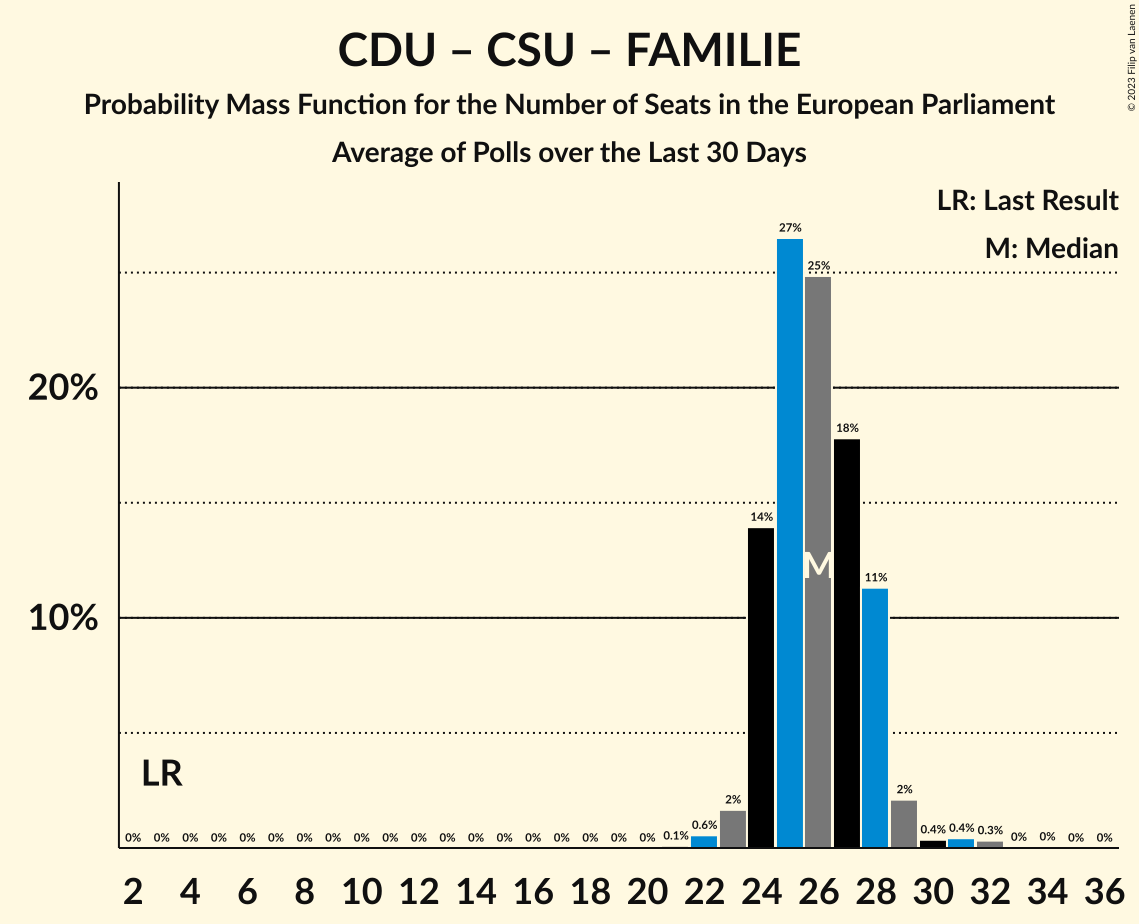 CDU – CSU – FAMILIE
Probability Mass Function for the Number of Seats in the European Parliament
Average of Polls over the Last 30 Days
© 2023 Filip van Laenen
LR: Last Result
M: Median
27%
25%
20%
18%
14%
M
11%
10%
LR
0% 0% 0% 0% 0% 0% 0% 0% 0% 0% 0% 0% 0% 0% 0% 0% 0% 0% 0% 0.1% 0.6% 2% 2% 0.4% 0.4% 0.3% 0% 0% 0% 0%
2 4 6 8 10 12 14 16 18 20 22 24 26 28 30 32 34 36